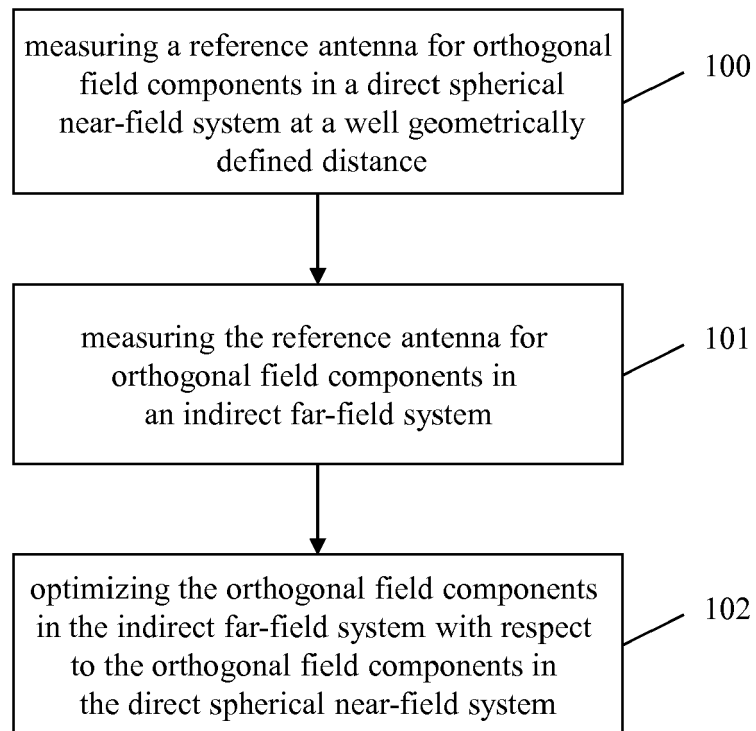 measuring a reference antenna for orthogonal
field components in a direct spherical
near-field system at a well geometrically
defined distance
100
measuring the reference antenna for
orthogonal field components in
an indirect far-field system
101
optimizing the orthogonal field components
in the indirect far-field system with respect
to the orthogonal field components in
the direct spherical near-field system
102